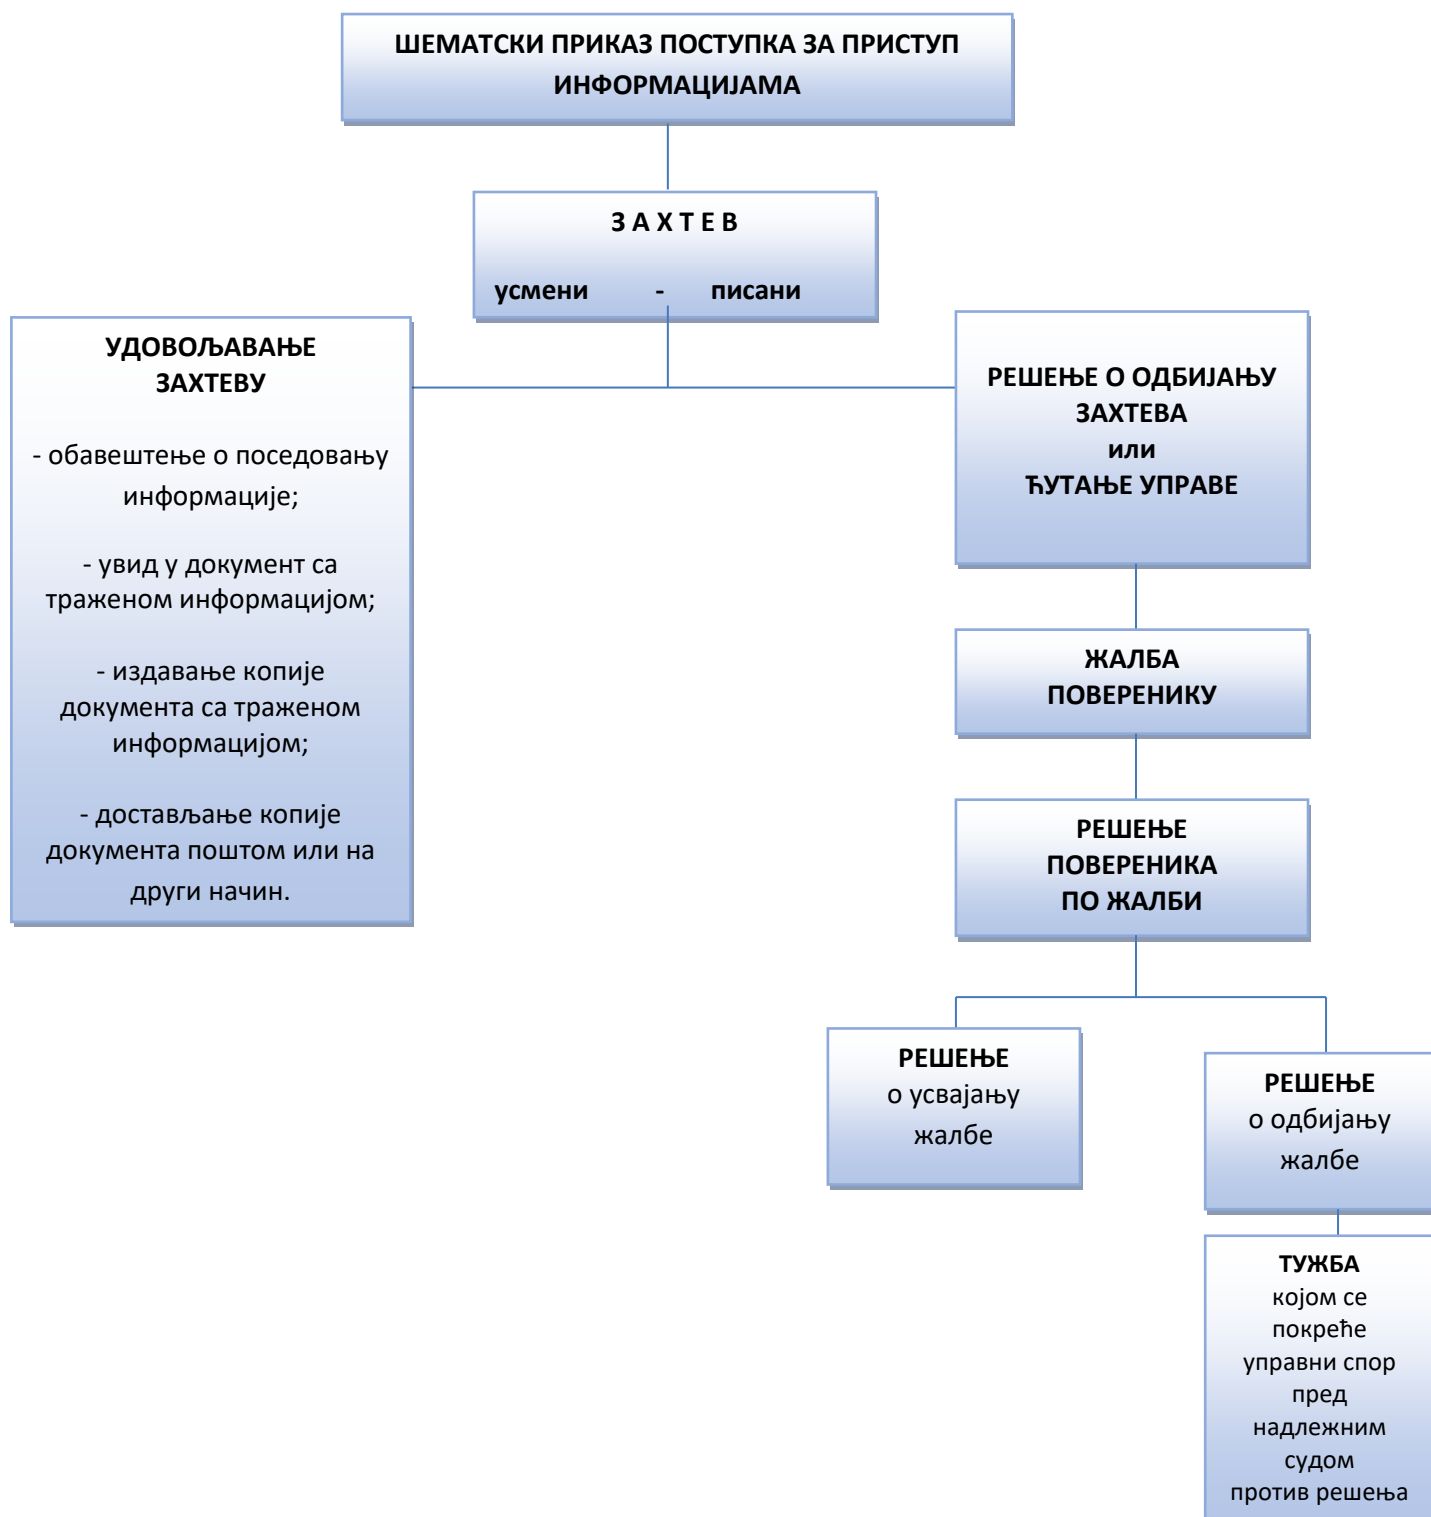 ШЕМАТСКИ ПРИКАЗ ПОСТУПКА ЗА ПРИСТУП
ИНФОРМАЦИЈАМА
З А Х Т Е В
усмени - писани
УДОВОЉАВАЊЕ
ЗАХТЕВУ
- обавештење о поседовању
информације;
- увид у документ са
траженом информацијом;
- издавање копије
документа са траженом
информацијом;
- достављање копије
документа поштом или на
други начин.
РЕШЕЊЕ О ОДБИЈАЊУ
ЗАХТЕВА
или
ЋУТАЊЕ УПРАВЕ
ЖАЛБА
ПОВЕРЕНИКУ
РЕШЕЊЕ
ПОВЕРЕНИКА
ПО ЖАЛБИ
РЕШЕЊЕ
о усвајању
жалбе
РЕШЕЊЕ
о одбијању
жалбе
ТУЖБА
којом се
покреће
управни спор
пред
надлежним
судом
против решења